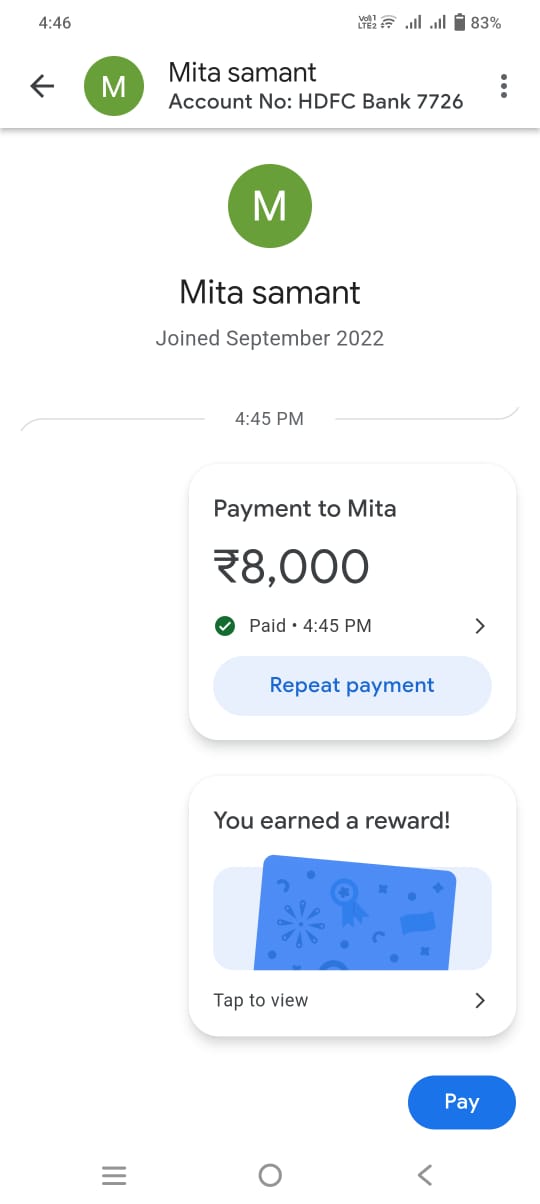 4:46
Vo)) 1
LTE2
83%
M
Mita samant
Account No: HDFC Bank 7726
M
Mita samant
Joined September 2022
4:45 PM
Payment to Mita
₹8,000
Paid • 4:45 PM
Repeat payment
You earned a reward!
Tap to view
Pay